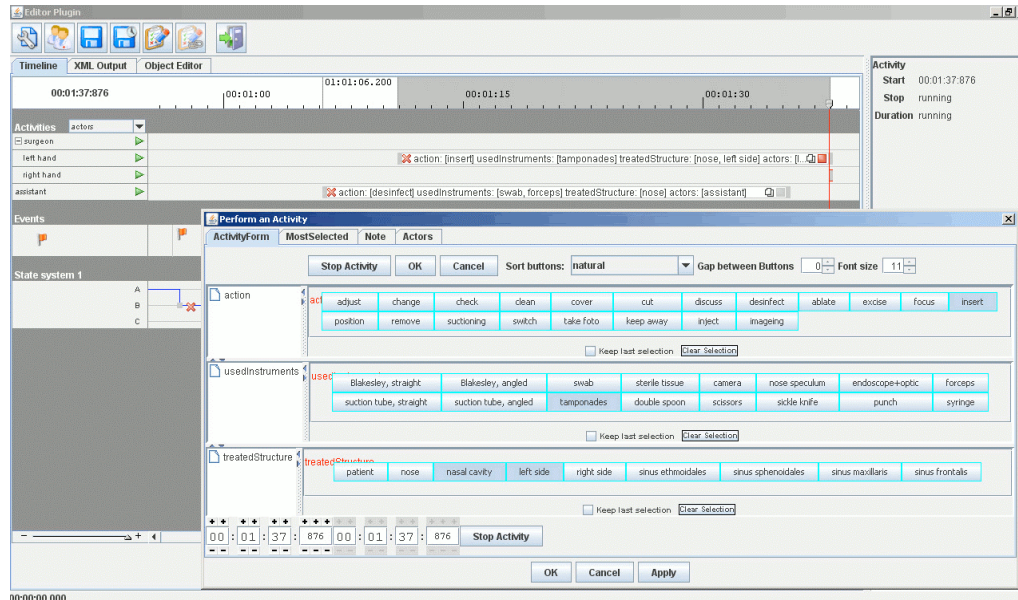 Editor Plugin
Timeline XML Output Object Editor
Activity
Start 00:01:37:876
Stop running
Duration running
01:01:06.200
00:01:37:876 00:01:00 00:01:15 00:01:30
Activities actors
surgeon
left hand action: [insert] usedInstruments: [tamponades] treatedStructure: [nose, left side] actors: [l...
right hand
assistant action: [desinfect] usedInstruments: [swab, forceps] treatedStructure: [nose] actors: [assistant]
Events
State system 1
A
B
C
Perform an Activity
ActivityForm MostSelected Note Actors
Stop Activity OK Cancel Sort buttons: natural Gap between Buttons 0 Font size 11
action act
adjust change check clean cover cut discuss desinfect ablate excise focus insert
position remove suctioning switch take foto keep away inject imageing
Keep last selection Clear Selection
usedInstruments used
Blakesley, straight Blakesley, angled swab sterile tissue camera nose speculum endoscope+optic forceps
suction tube, straight suction tube, angled tamponades double spoon scissors sickle knife punch syringe
Keep last selection Clear Selection
treatedStructure treatedStructure
patient nose nasal cavity left side right side sinus ethmoidales sinus sphenoidales sinus maxillaris sinus frontalis
Keep last selection Clear Selection
+ + + + + + + + + + + + + + + + + +
00 : 01 : 37 : 876 00 : 01 : 37 : 876 Stop Activity
- - - - - - - - - - - - - - - - - -
- +
OK Cancel Apply
00:00:00.000